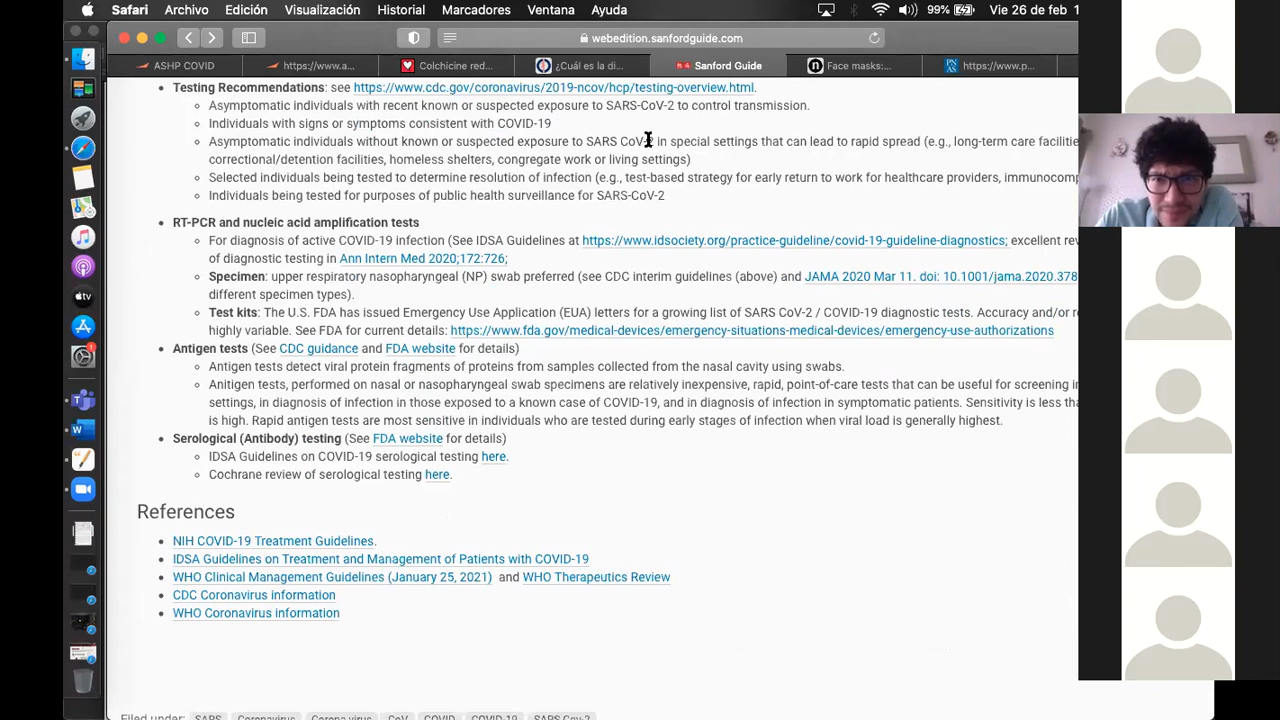 Safari Archivo Edición Visualización Historial Marcadores Ventana Ayuda 99% Vie 26 de feb 1
webedition.sanfordguide.com
ASHP COVID https://www.a... Colchicine red... ¿Cuál es la di... Sanford Guide Face masks:... https://www.p...
Testing Recommendations: see https://www.cdc.gov/coronavirus/2019-ncov/hcp/testing-overview.html.
Asymptomatic individuals with recent known or suspected exposure to SARS-CoV-2 to control transmission.
Individuals with signs or symptoms consistent with COVID-19
Asymptomatic individuals without known or suspected exposure to SARS CoV-2 in special settings that can lead to rapid spread (e.g., long-term care facilitie
correctional/detention facilities, homeless shelters, congregate work or living settings)
Selected individuals being tested to determine resolution of infection (e.g., test-based strategy for early return to work for healthcare providers, immunocomp
Individuals being tested for purposes of public health surveillance for SARS-CoV-2
RT-PCR and nucleic acid amplification tests
For diagnosis of active COVID-19 infection (See IDSA Guidelines at https://www.idsociety.org/practice-guideline/covid-19-guideline-diagnostics; excellent rev
of diagnostic testing in Ann Intern Med 2020;172:726;
Specimen: upper respiratory nasopharyngeal (NP) swab preferred (see CDC interim guidelines (above) and JAMA 2020 Mar 11. doi: 10.1001/jama.2020.378
different specimen types).
Test kits: The U.S. FDA has issued Emergency Use Application (EUA) letters for a growing list of SARS CoV-2 / COVID-19 diagnostic tests. Accuracy and/or re
highly variable. See FDA for current details: https://www.fda.gov/medical-devices/emergency-situations-medical-devices/emergency-use-authorizations
Antigen tests (See CDC guidance and FDA website for details)
Antigen tests detect viral protein fragments of proteins from samples collected from the nasal cavity using swabs.
Anitigen tests, performed on nasal or nasopharyngeal swab specimens are relatively inexpensive, rapid, point-of-care tests that can be useful for screening in
settings, in diagnosis of infection in those exposed to a known case of COVID-19, and in diagnosis of infection in symptomatic patients. Sensitivity is less tha
is high. Rapid antigen tests are most sensitive in individuals who are tested during early stages of infection when viral load is generally highest.
Serological (Antibody) testing (See FDA website for details)
IDSA Guidelines on COVID-19 serological testing here.
Cochrane review of serological testing here.
References
NIH COVID-19 Treatment Guidelines.
IDSA Guidelines on Treatment and Management of Patients with COVID-19
WHO Clinical Management Guidelines (January 25, 2021) and WHO Therapeutics Review
CDC Coronavirus information
WHO Coronavirus information
Filed under: SARS Coronavirus Corona virus CoV COVID COVID-19 SARS Cov-2